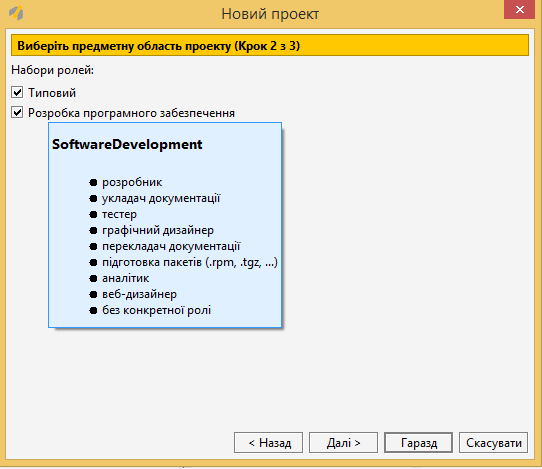 Новий проект
Виберіть предметну область проекту (Крок 2 з 3)
Набори ролей:
Типовий
Розробка програмного забезпечення
SoftwareDevelopment
розробник
укладач документації
тестер
графічний дизайнер
перекладач документації
підготовка пакетів (.rpm, .tgz, ...)
аналітик
веб-дизайнер
без конкретної ролі
< Назад
Далі >
Гаразд
Скасувати